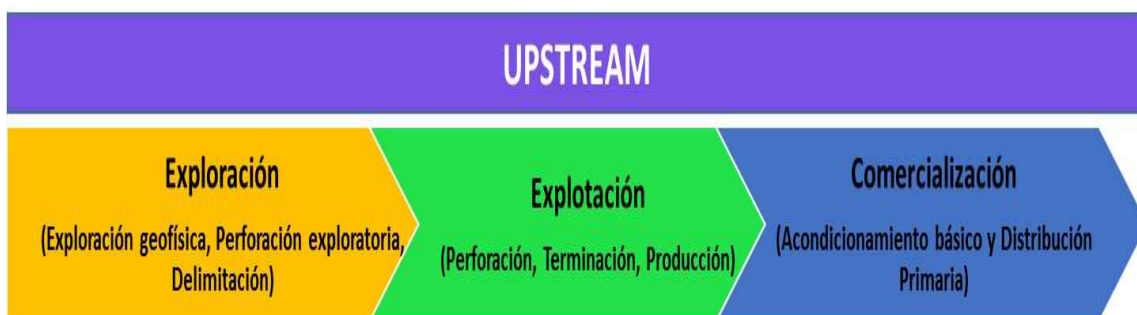 UPSTREAM
Exploración
(Exploración geofísica, Perforación exploratoria,
Delimitación)
Explotación
(Perforación, Terminación, Producción)
Comercialización
(Acondicionamiento básico y Distribución
Primaria)